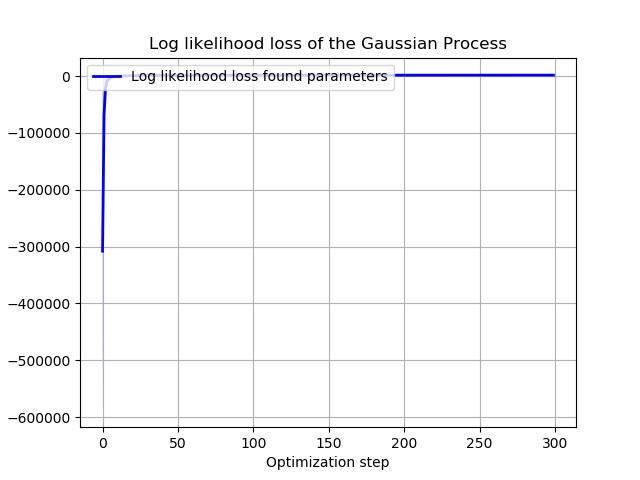 Log likelihood loss of the Gaussian Process
Log likelihood loss found parameters
0
−100000
−200000
−300000
−400000
−500000
−600000
0 50 100 150 200 250 300
Optimization step